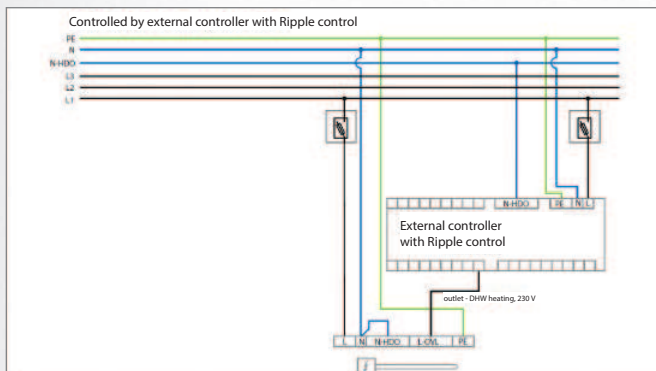 Controlled by external controller with Ripple control
PE
N
N-HDO
L3
L2
L1
N-HDO PE N L
External controller
with Ripple control
outlet - DHW heating, 230 V
L N N-HDO L-OVL PE